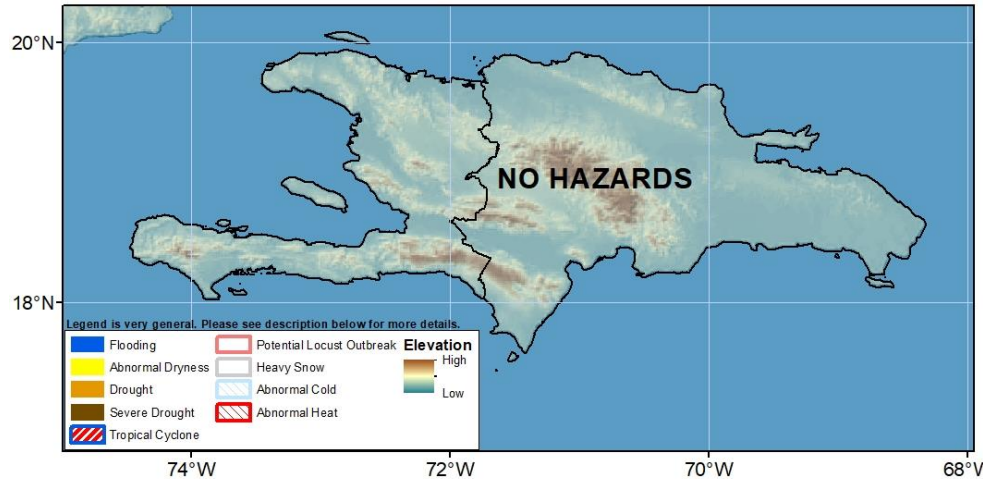 20°N
NO HAZARDS
18°N
Legend is very general. Please see description below for more details.
Flooding
Potential Locust Outbreak
Elevation
Abnormal Dryness
Heavy Snow
High
Drought
Abnormal Cold
Low
Severe Drought
Abnormal Heat
Tropical Cyclone
74°W
72°W
70°W
68°W